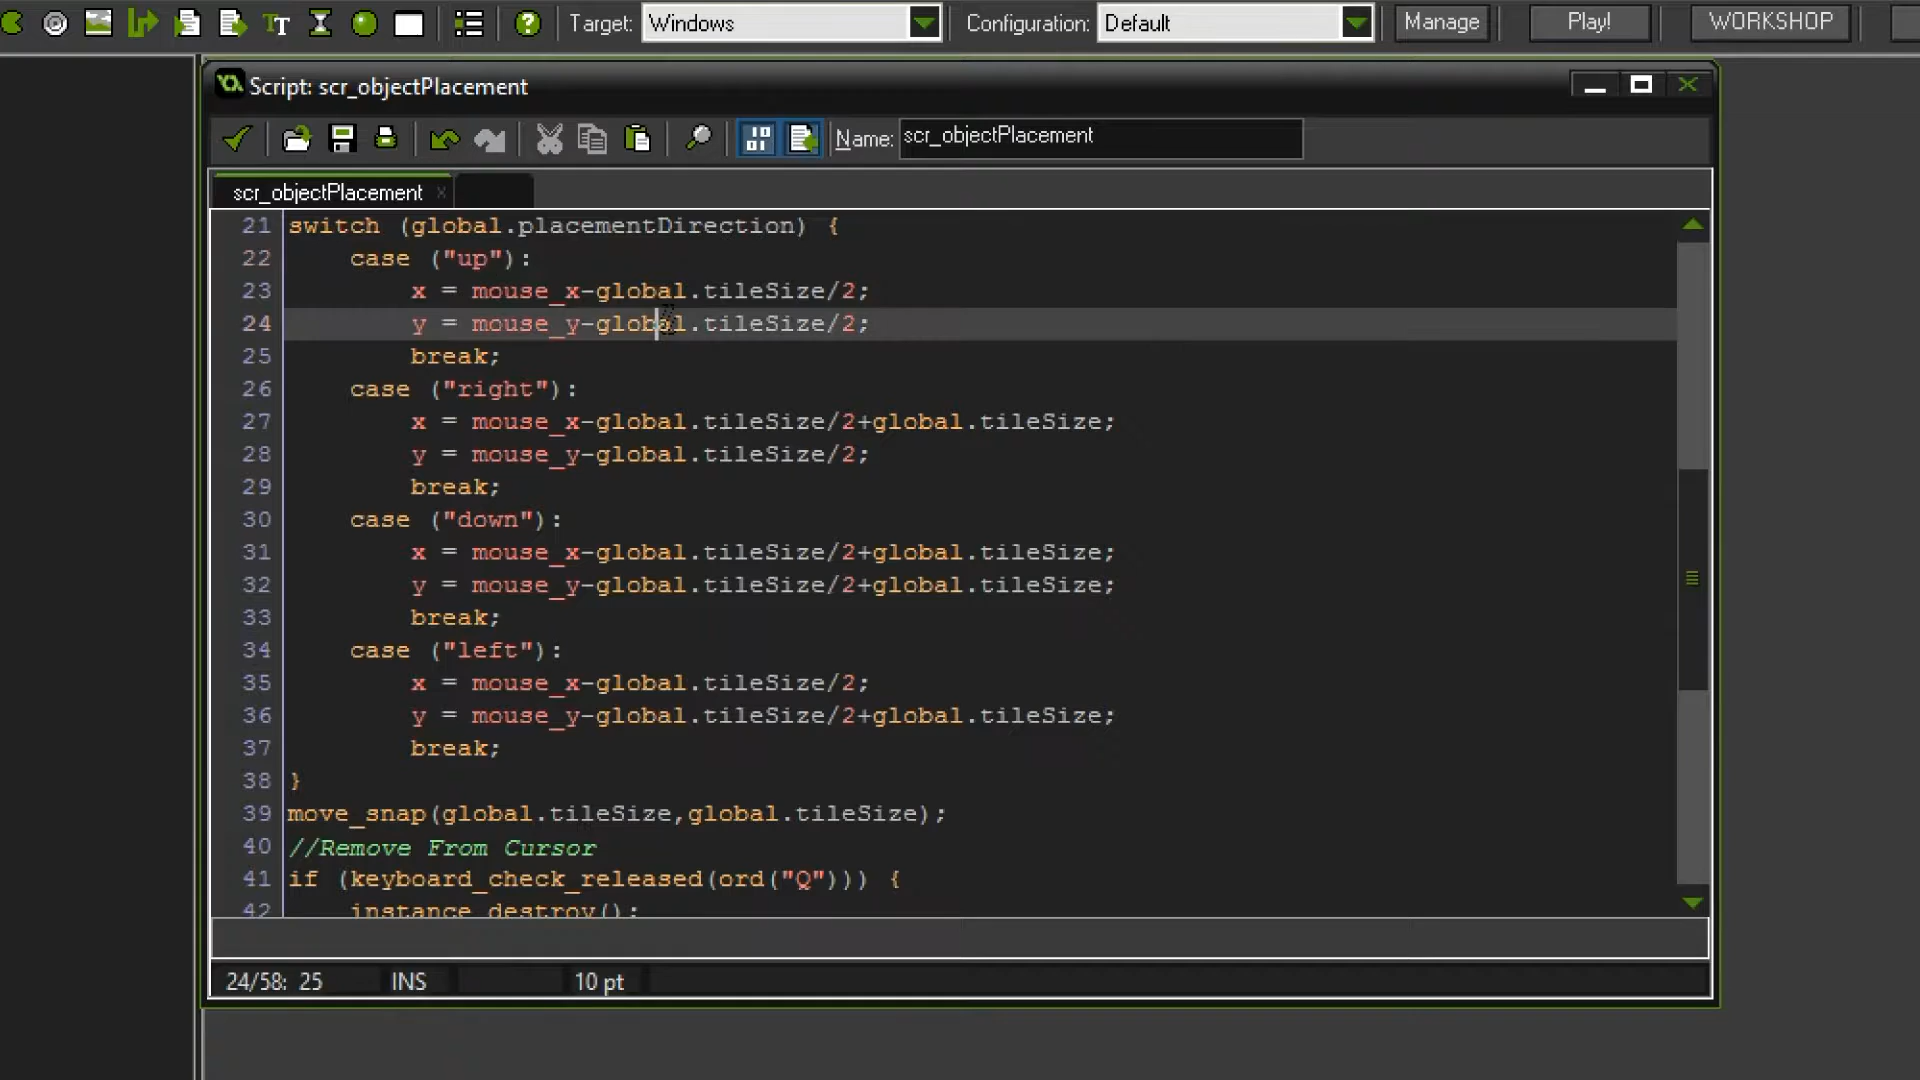 Target: Windows Configuration: Default Manage Play! WORKSHOP
Script: scr_objectPlacement
Name: scr_objectPlacement
scr_objectPlacement
21 switch (global.placementDirection) {
22 case ("up"):
23 x = mouse_x-global.tileSize/2;
24 y = mouse_y-global.tileSize/2;
25 break;
26 case ("right"):
27 x = mouse_x-global.tileSize/2+global.tileSize;
28 y = mouse_y-global.tileSize/2;
29 break;
30 case ("down"):
31 x = mouse_x-global.tileSize/2+global.tileSize;
32 y = mouse_y-global.tileSize/2+global.tileSize;
33 break;
34 case ("left"):
35 x = mouse_x-global.tileSize/2;
36 y = mouse_y-global.tileSize/2+global.tileSize;
37 break;
38 }
39 move_snap(global.tileSize,global.tileSize);
40 //Remove From Cursor
41 if (keyboard_check_released(ord("Q"))) {
42 instance_destroy();
24/58: 25 INS 10 pt